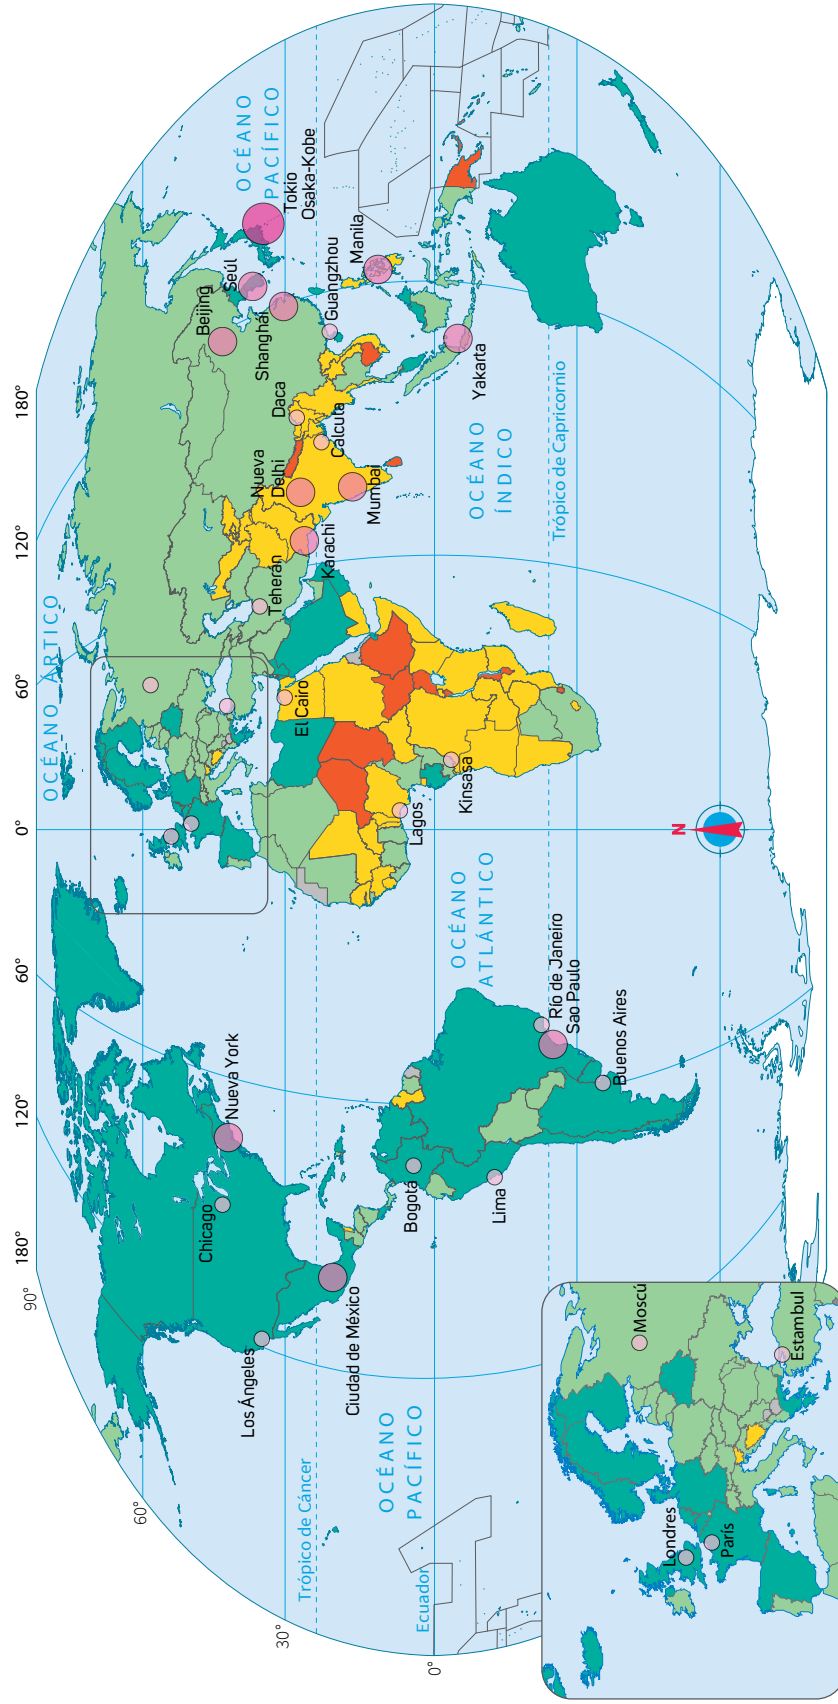 OCÉANO ÁRTICO
180°
120°
60°
0°
60°
120°
180°
90°
60°
30°
0°
OCÉANO
PACÍFICO
Tokio
Osaka-Kobe
Seúl
Beijing
Shanghái
Guangzhou
Manila
Daca
Calcuta
Nueva
Delhi
Mumbai
Karachi
Teherán
Yakarta
OCÉANO
ÍNDICO
Trópico de Capricornio
El Cairo
Lagos
Kinsasa
N
OCÉANO
ATLÁNTICO
Nueva York
Chicago
Los Ángeles
Ciudad de México
Bogotá
Lima
Río de Janeiro
Sao Paulo
Buenos Aires
OCÉANO
PACÍFICO
Trópico de Cáncer
Ecuador
Moscú
Estambul
Londres
París